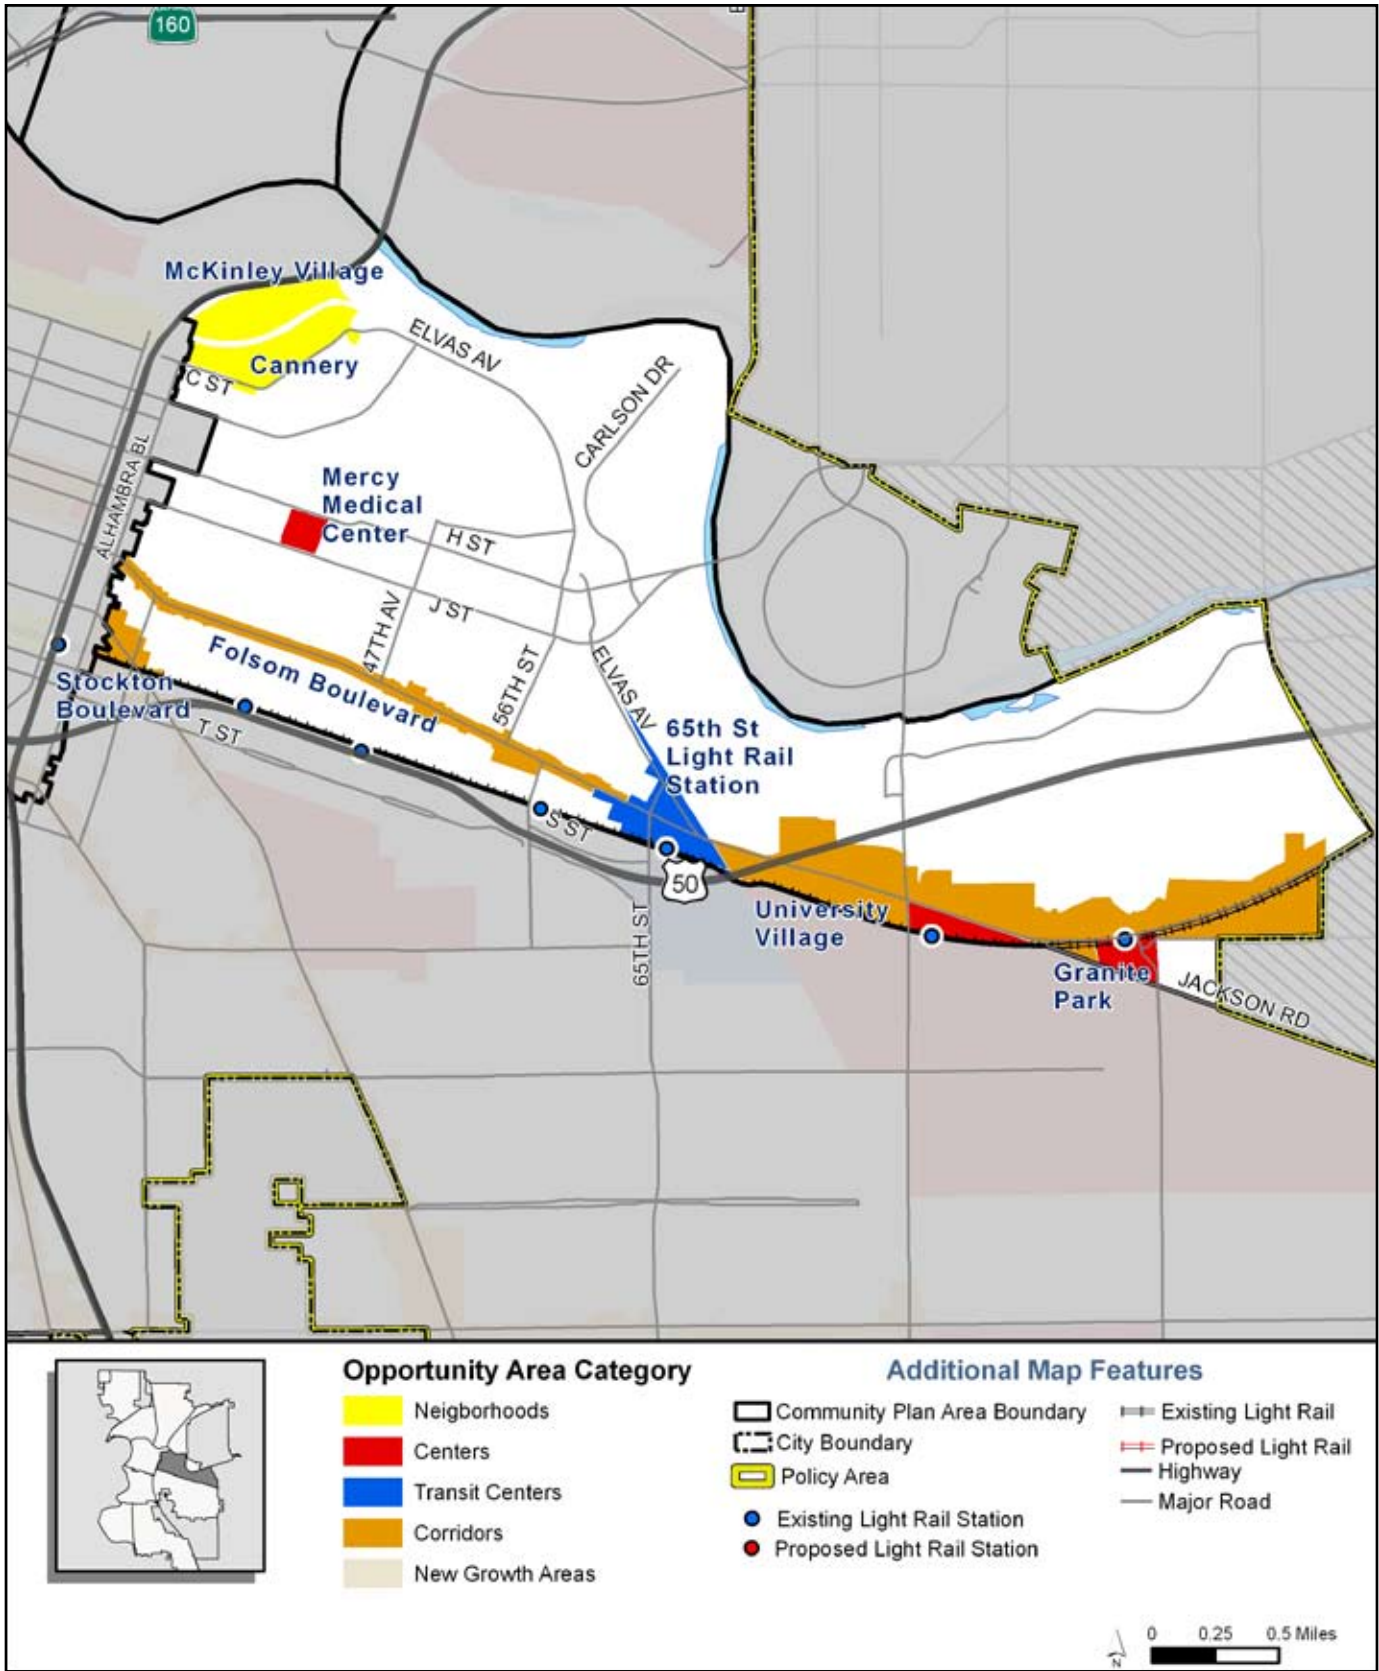 160
McKinley Village
Cannery
C ST
ELVAS AV
CARLSON DR
ALHAMBRA BL
Mercy
Medical
Center
H ST
J ST
47TH AV
56TH ST
ELVAS AV
Folsom Boulevard
Stockton
Boulevard
T ST
S ST
65th St
Light Rail
Station
50
65TH ST
University
Village
Granite
Park
JACKSON RD
Opportunity Area Category
Neigborhoods
Centers
Transit Centers
Corridors
New Growth Areas
Additional Map Features
Community Plan Area Boundary
City Boundary
Policy Area
Existing Light Rail Station
Proposed Light Rail Station
Existing Light Rail
Proposed Light Rail
Highway
Major Road
N
0 0.25 0.5 Miles